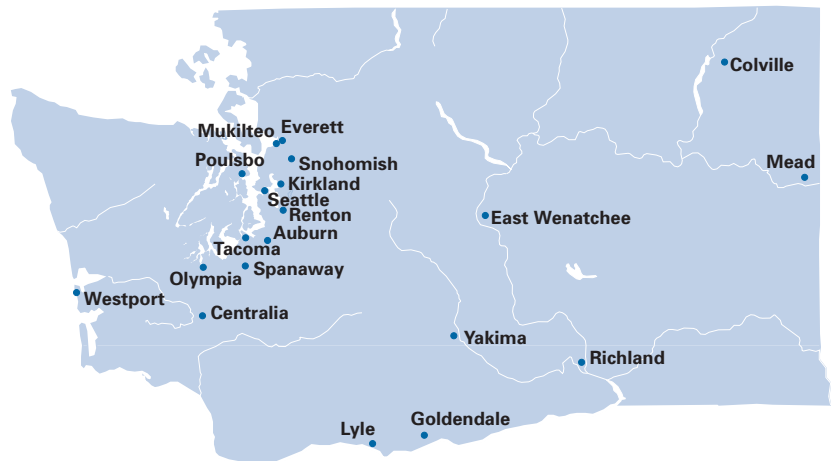 Colville
Everett
Mukilteo
Snohomish
Poulsbo
Mead
Kirkland
Seattle
Renton
East Wenatchee
Auburn
Tacoma
Spanaway
Olympia
Westport
Centralia
Yakima
Richland
Goldendale
Lyle